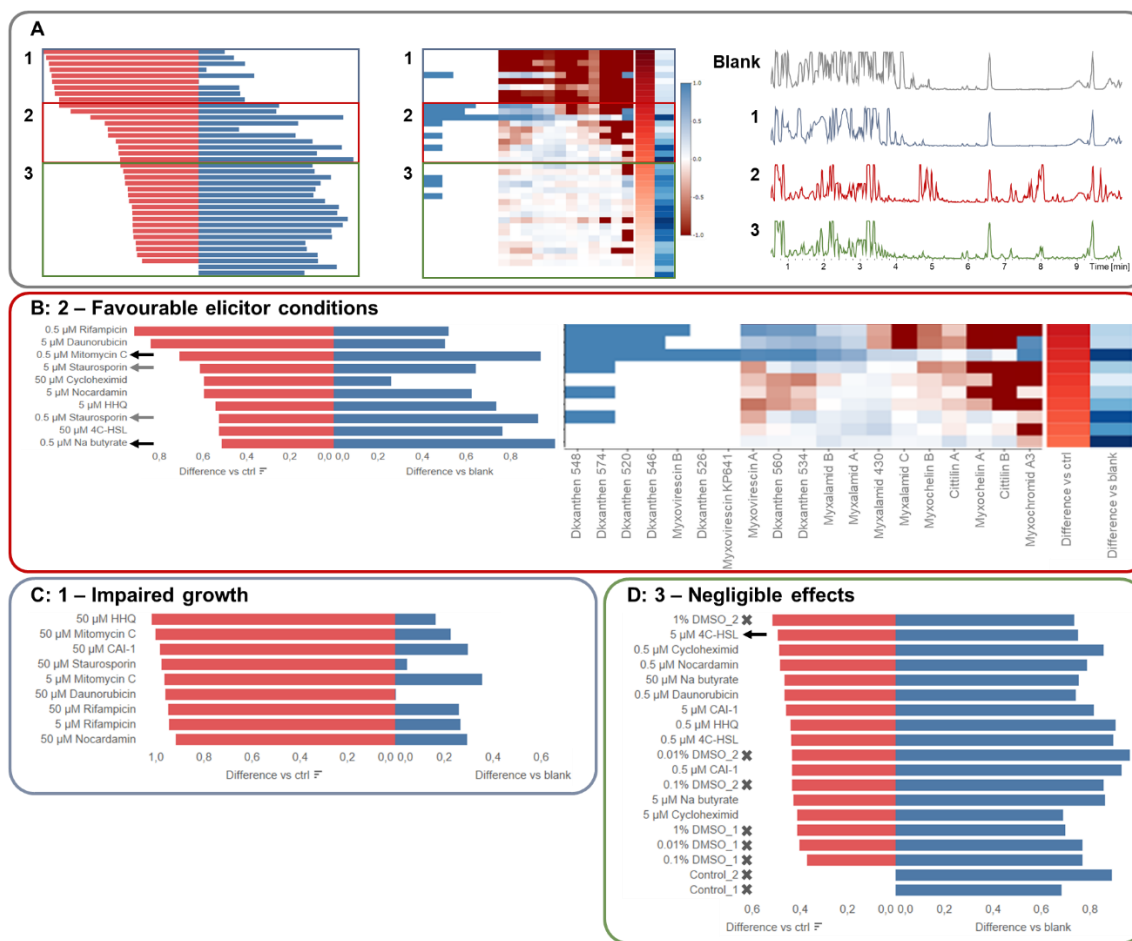 A
1
2
3
1
2
3
1.0
0.5
0.0
-0.5
-1.0
Blank
1
2
3
1 2 3 4 5 6 7 8 9 Time [min]
B: 2 – Favourable elicitor conditions
0.5 µM Rifampicin
5 µM Daunorubicin
0.5 µM Mitomycin C
5 µM Staurosporin
50 µM Cycloheximid
5 µM Nocardamin
5 µM HHQ
0.5 µM Staurosporin
50 µM 4C-HSL
0.5 µM Na butyrate
0,8 0,6 0,4 0,2 0,0 0,0 0,2 0,4 0,6 0,8
Difference vs ctrl
Difference vs blank
Dkxanthen 548
Dkxanthen 574
Dkxanthen 520
Dkxanthen 546
Myxovirescin B
Dkxanthen 526
Myxovirescin KP641
Myxovirescin A
Dkxanthen 560
Dkxanthen 534
Myxalamid B
Myxalamid A
Myxalamid 430
Myxalamid C
Myxochelin B
Cittilin A
Myxochelin A
Cittilin B
Myxochromid A3
Difference vs ctrl
Difference vs blank
C: 1 – Impaired growth
50 µM HHQ
50 µM Mitomycin C
50 µM CAI-1
50 µM Staurosporin
5 µM Mitomycin C
50 µM Daunorubicin
50 µM Rifampicin
5 µM Rifampicin
50 µM Nocardamin
1,0 0,8 0,6 0,4 0,2 0,0 0,0 0,2 0,4 0,6
Difference vs ctrl
Difference vs blank
D: 3 – Negligible effects
1% DMSO_2
5 µM 4C-HSL
0.5 µM Cycloheximid
0.5 µM Nocardamin
50 µM Na butyrate
0.5 µM Daunorubicin
5 µM CAI-1
0.5 µM HHQ
0.5 µM 4C-HSL
0.01% DMSO_2
0.5 µM CAI-1
0.1% DMSO_2
5 µM Na butyrate
5 µM Cycloheximid
1% DMSO_1
0.01% DMSO_1
0.1% DMSO_1
Control_2
Control_1
0,6 0,4 0,2 0,0 0,0 0,2 0,4 0,6 0,8
Difference vs ctrl
Difference vs blank